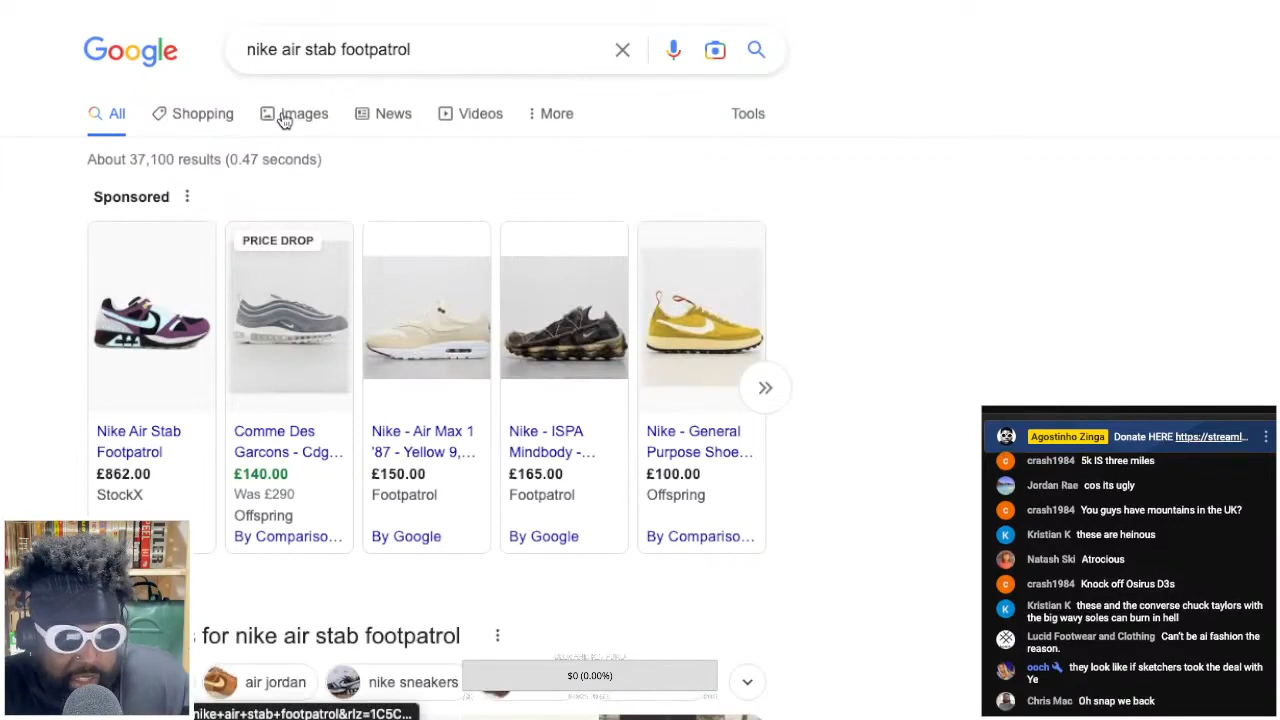 Google
nike air stab footpatrol
All
Shopping
Images
News
Videos
More
Tools
About 37,100 results (0.47 seconds)
Sponsored
PRICE DROP
Nike Air Stab
Footpatrol
£862.00
StockX
Comme Des
Garcons - Cdg...
£140.00
Was £290
Offspring
By Compariso...
Nike - Air Max 1
'87 - Yellow 9,...
£150.00
Footpatrol
By Google
Nike - ISPA
Mindbody -...
£165.00
Footpatrol
By Google
Nike - General
Purpose Shoe...
£100.00
Offspring
By Compariso...
for nike air stab footpatrol
air jordan
nike sneakers
$0 (0.00%)
nike+air+stab+footpatrol&rlz=1C5C...
Agostinho Zinga Donate HERE https://streaml...
crash1984 5k IS three miles
Jordan Rae cos its ugly
crash1984 You guys have mountains in the UK?
Kristian K these are heinous
Natash Ski Atrocious
crash1984 Knock off Osirus D3s
Kristian K these and the converse chuck taylors with
the big wavy soles can burn in hell
Lucid Footwear and Clothing Can't be ai fashion the
reason.
ooch they look like if sketchers took the deal with
Ye
Chris Mac Oh snap we back